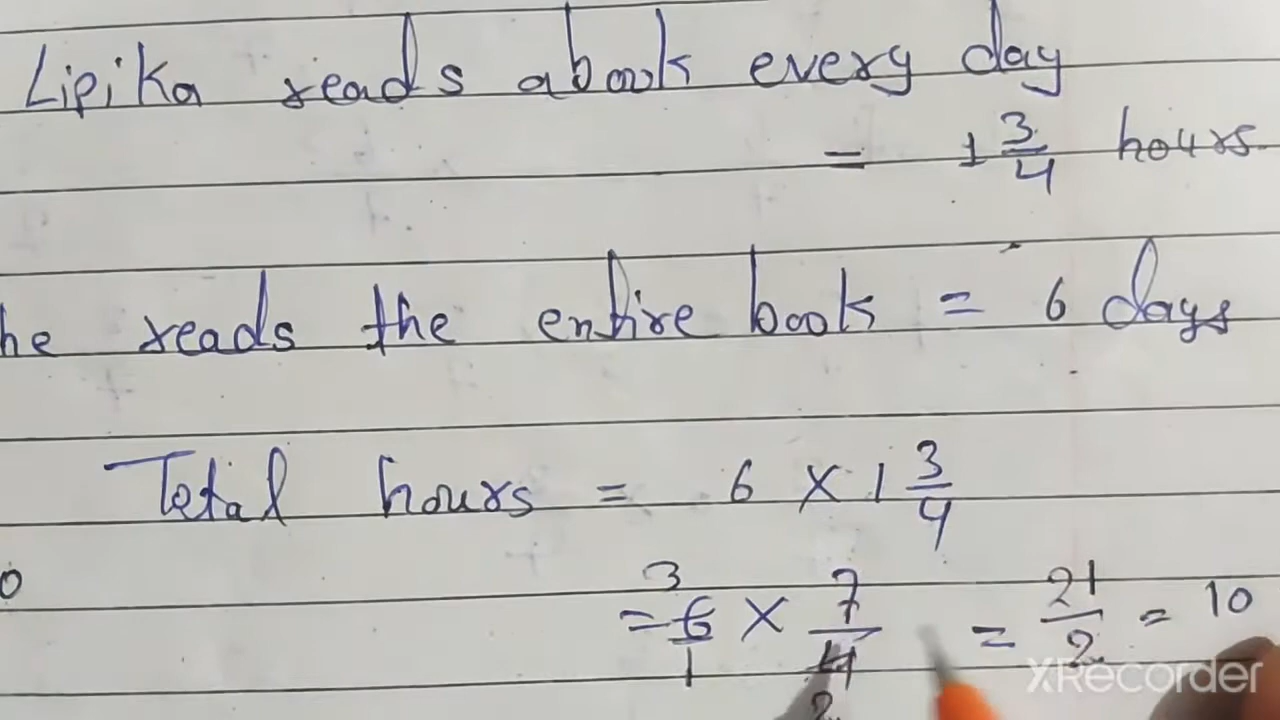 Lipika reads a book every day
= 1 3/4 hours.
he reads the entire book = 6 days
Total hours = 6 × 1 3/4
0
3
= 6/1 × 7/4 = 21/2 = 10
2
XRecorder